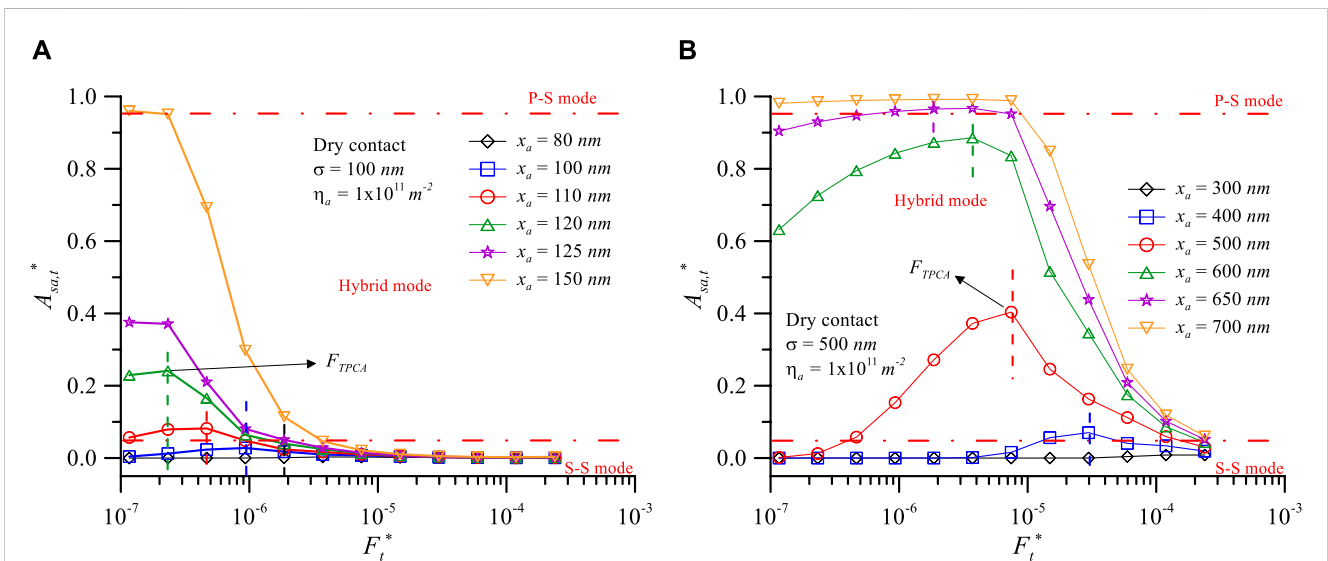 A
A_sa,t*
1.0
0.8
0.6
0.4
0.2
0.0
P-S mode
Dry contact
σ = 100 nm
η_a = 1x10^11 m^-2
x_a = 80 nm
x_a = 100 nm
x_a = 110 nm
x_a = 120 nm
x_a = 125 nm
x_a = 150 nm
Hybrid mode
F_TPCA
S-S mode
10^-7
10^-6
10^-5
10^-4
10^-3
F_t*
B
A_sa,t*
1.0
0.8
0.6
0.4
0.2
0.0
P-S mode
Hybrid mode
x_a = 300 nm
x_a = 400 nm
x_a = 500 nm
x_a = 600 nm
x_a = 650 nm
x_a = 700 nm
F_TPCA
Dry contact
σ = 500 nm
η_a = 1x10^11 m^-2
S-S mode
10^-7
10^-6
10^-5
10^-4
10^-3
F_t*